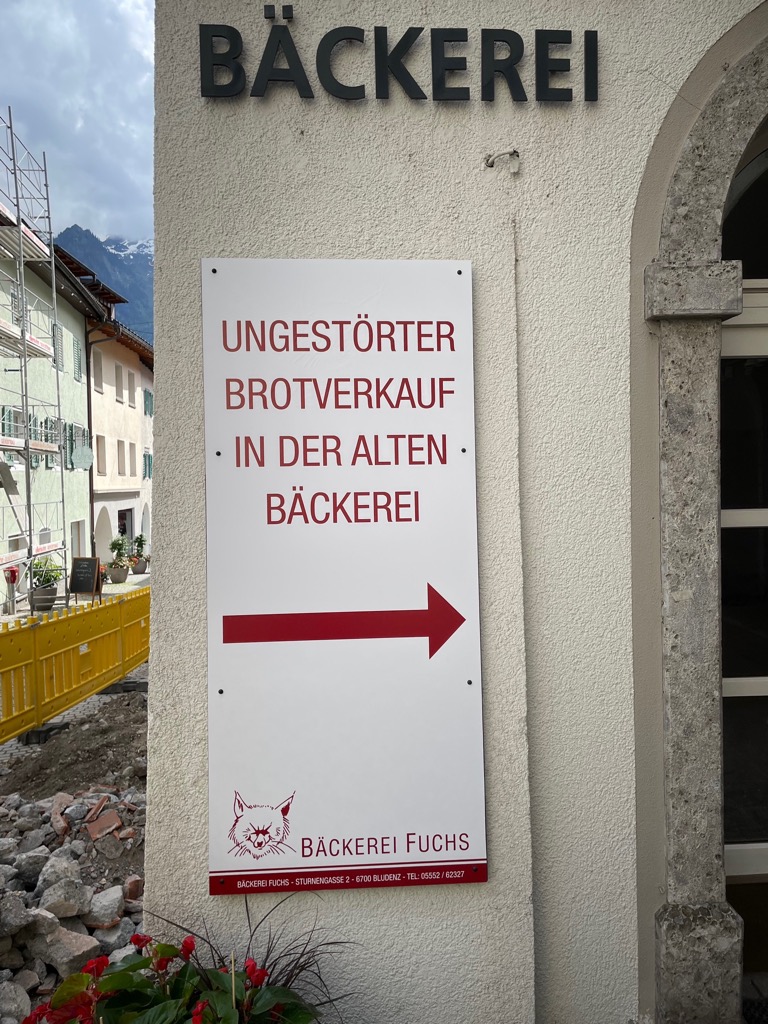 BÄCKEREI
UNGESTÖRTER
BROTVERKAUF
IN DER ALTEN
BÄCKEREI
BÄCKEREI FUCHS
BÄCKEREI FUCHS - STURNENGASSE 2 - 6700 BLUDENZ - TEL: 05552 / 62327